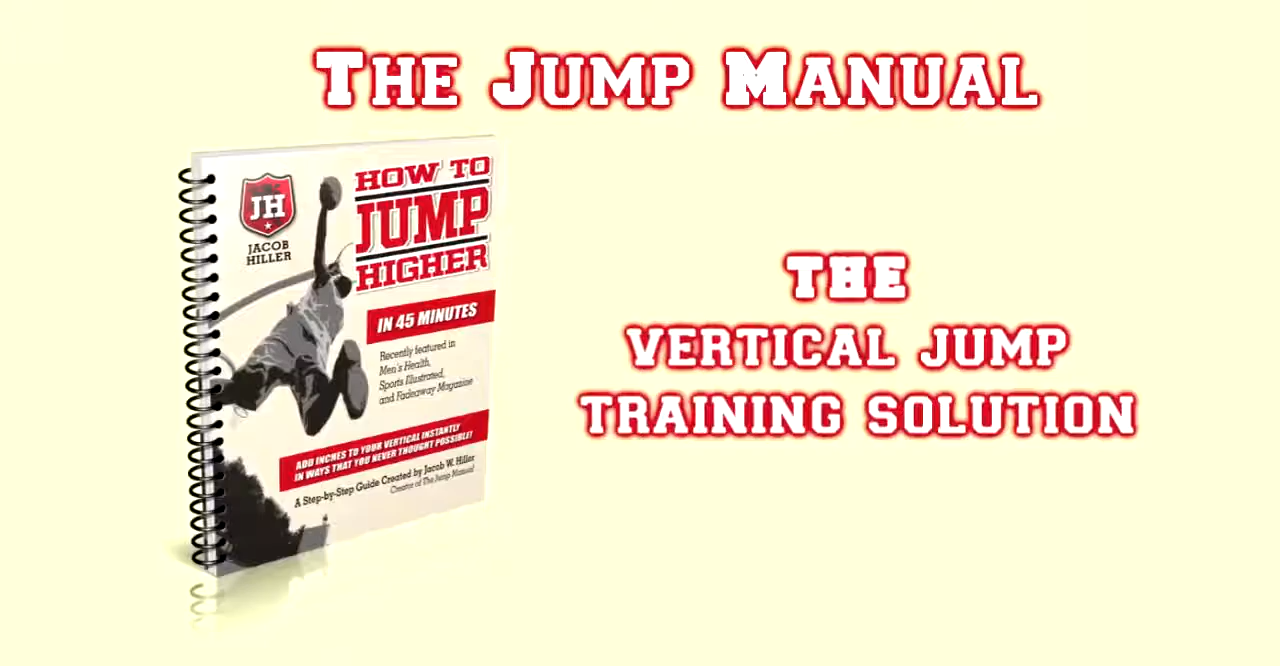 The Jump Manual
JH
JACOB
HILLER
HOW TO
JUMP
HIGHER
IN 45 MINUTES
Recently featured in
Men's Health,
Sports Illustrated,
and Fadeaway Magazine
ADD INCHES TO YOUR VERTICAL INSTANTLY
IN WAYS THAT YOU NEVER THOUGHT POSSIBLE!
A Step-by-Step Guide Created by Jacob W. Hiller
Creator of The Jump Manual
THE
VERTICAL JUMP
TRAINING SOLUTION